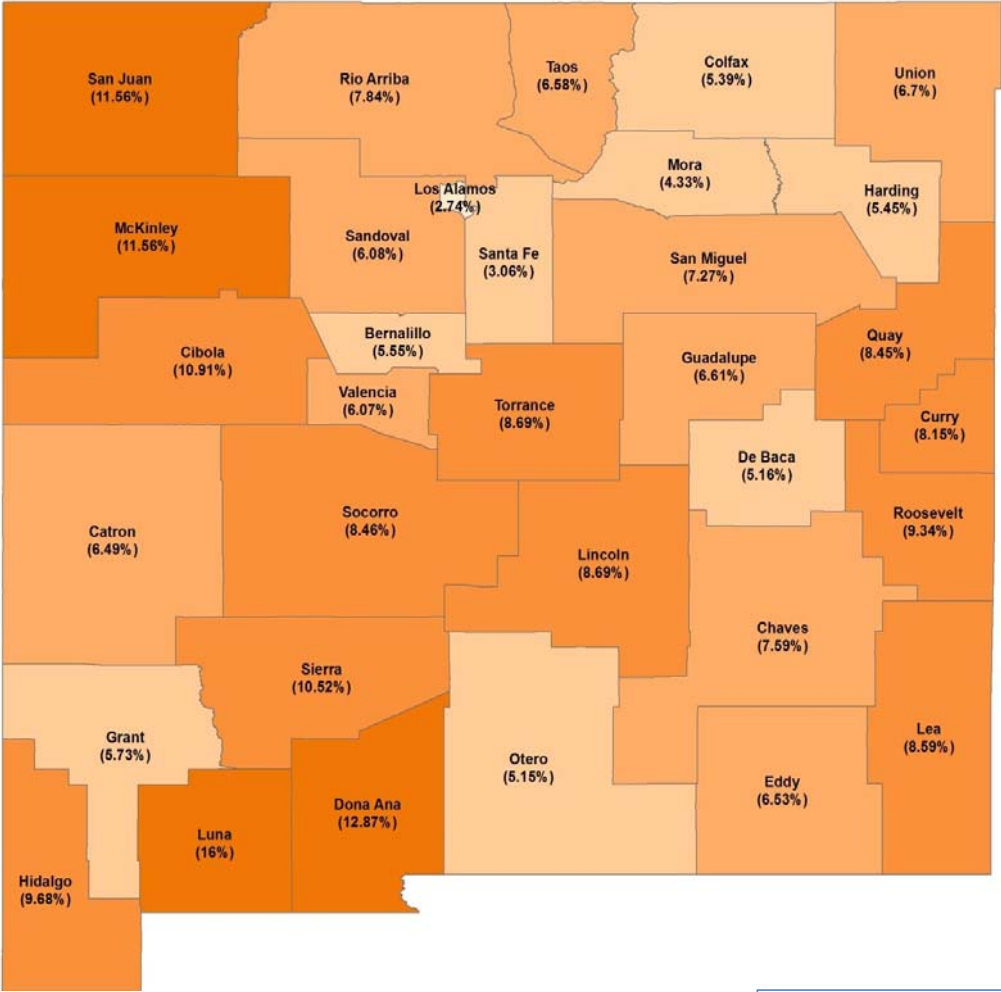 San Juan
(11.56%)
Rio Arriba
(7.84%)
Taos
(6.58%)
Colfax
(5.39%)
Union
(6.7%)
Mora
(4.33%)
Harding
(5.45%)
Los Alamos
(2.74%)
McKinley
(11.56%)
Sandoval
(6.08%)
Santa Fe
(3.06%)
San Miguel
(7.27%)
Bernalillo
(5.55%)
Quay
(8.45%)
Cibola
(10.91%)
Guadalupe
(6.61%)
Valencia
(6.07%)
Torrance
(8.69%)
Curry
(8.15%)
De Baca
(5.16%)
Catron
(6.49%)
Socorro
(8.46%)
Roosevelt
(9.34%)
Lincoln
(8.69%)
Chaves
(7.59%)
Sierra
(10.52%)
Grant
(5.73%)
Otero
(5.15%)
Lea
(8.59%)
Eddy
(6.53%)
Dona Ana
(12.87%)
Luna
(16%)
Hidalgo
(9.68%)